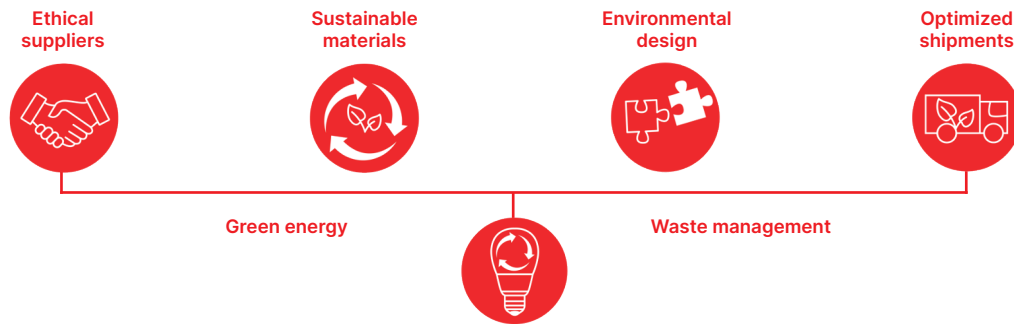 Ethical
suppliers
Sustainable
materials
Environmental
design
Optimized
shipments
Green energy
Waste management